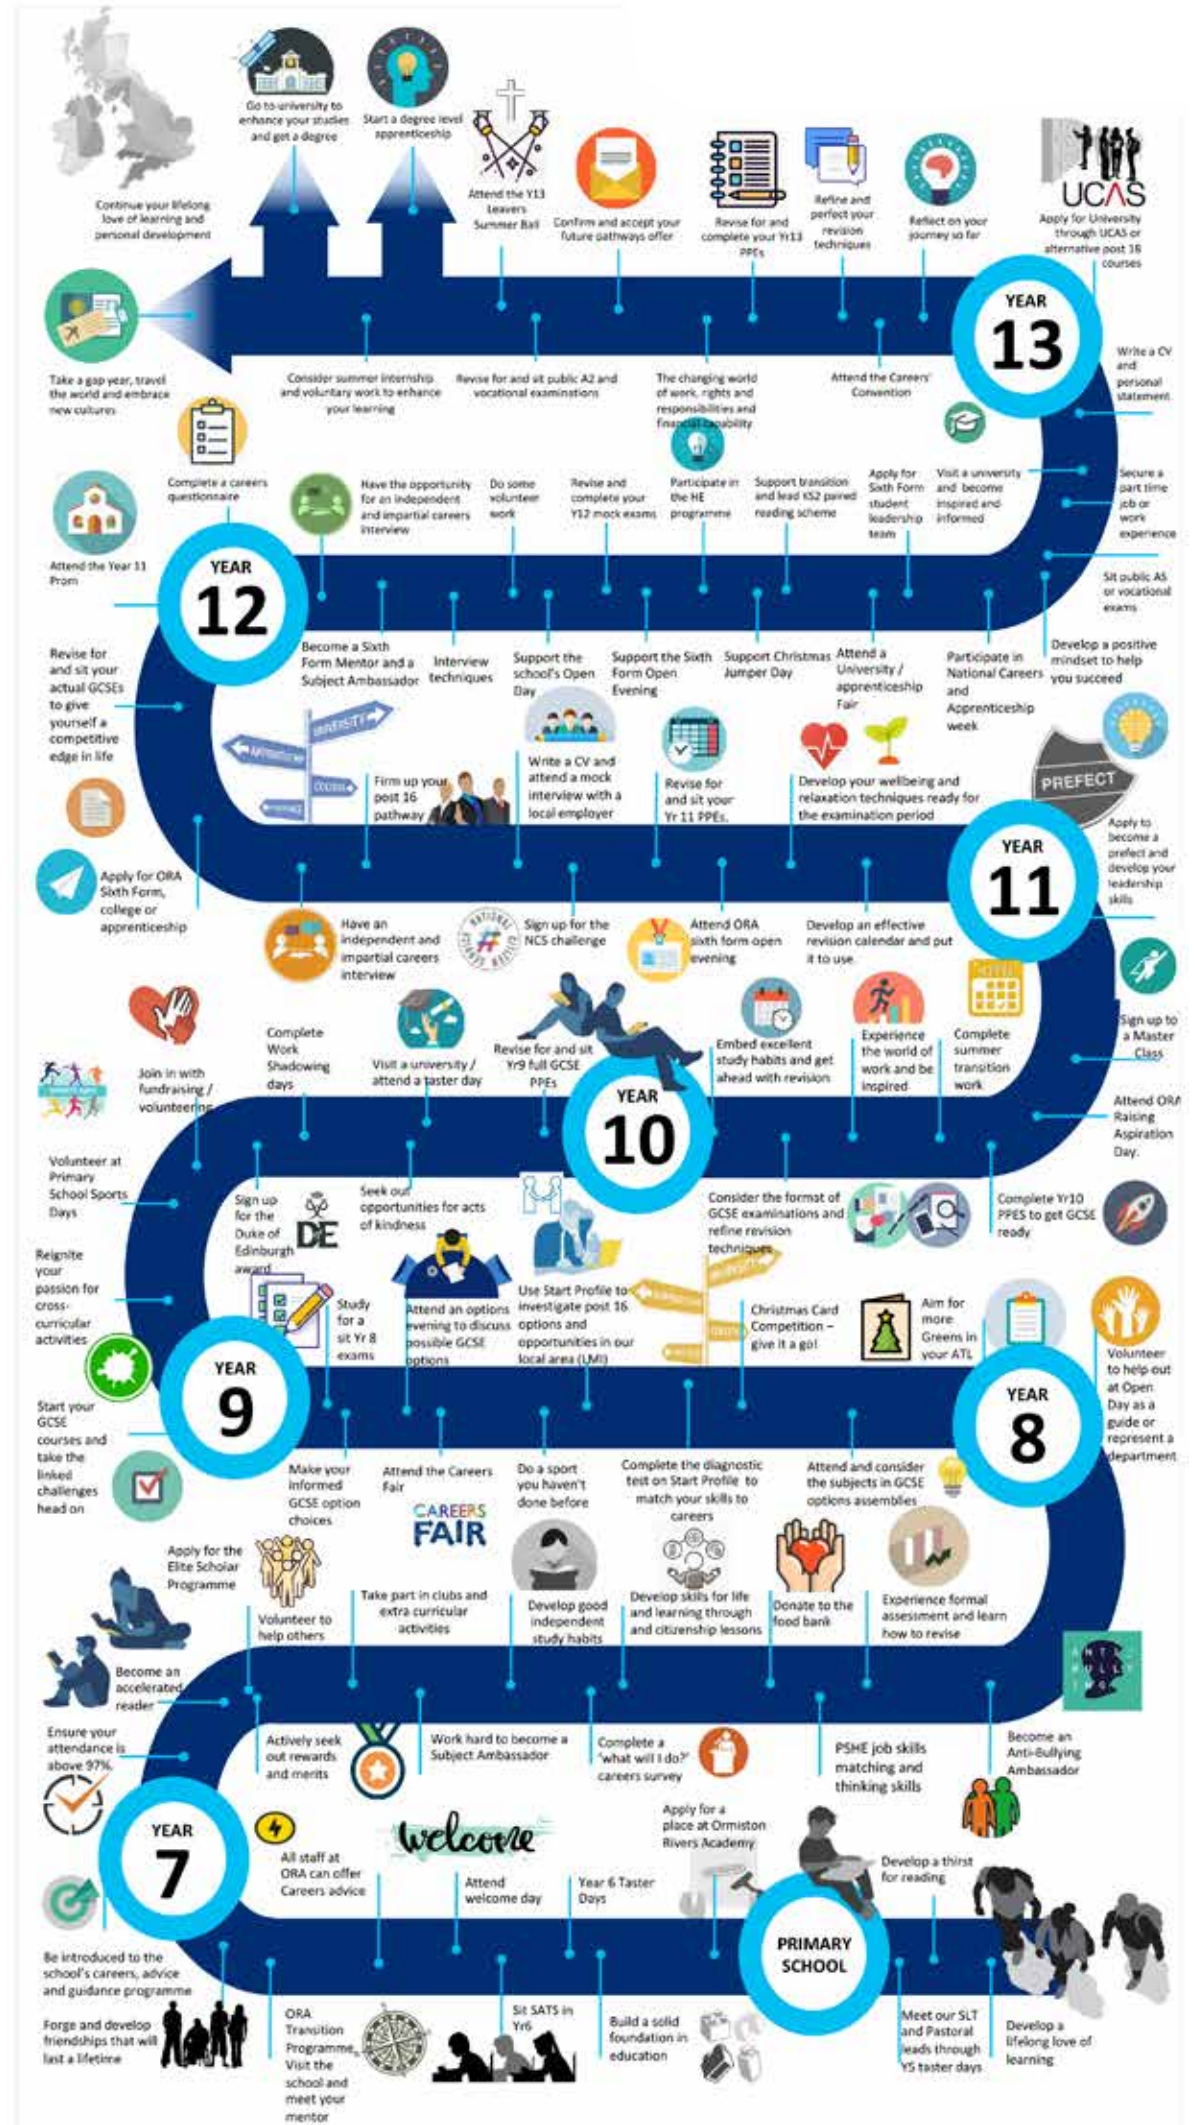 Go to university to
enhance your studies
and get a degree
Start a degree level
apprenticeship
Continue your lifelong
love of learning and
personal development
Attend the Y13
Leavers
Summer Ball
Confirm and accept your
future pathways offer
Revise for and
complete your Yr13
PPEs
Refine and
perfect your
revision
techniques
Reflect on your
journey so far
UCAS
Apply for University
through UCAS or
alternative post 18
courses
YEAR
13
Take a gap year, travel
the world and embrace
new cultures
Consider summer internship
and voluntary work to enhance
your learning
Revise for and sit public A2 and
vocational examinations
The changing world
of work, rights and
responsibilities and
financial capability
Attend the Careers'
Convention
Write a CV
and
personal
statement
Complete a careers
questionnaire
Have the opportunity
for an independent
and impartial careers
interview
Do some
volunteer
work
Revise and
complete your
Y12 mock exams
Participate in
the HE
programme
Support transition
and lead KS2 paired
reading scheme
Apply for
Sixth Form
student
leadership
team
Visit a university
and become
inspired and
informed
Secure a
part time
job or
work
experience
Attend the Year 11
Prom
YEAR
12
Sit public AS
or vocational
exams
Revise for
and sit your
actual GCSEs
to give
yourself a
competitive
edge in life
Become a Sixth
Form Mentor and a
Subject Ambassador
Interview
techniques
Support the
school's Open
Day
Support the Sixth
Form Open
Evening
Support Christmas
Jumper Day
Attend a
University /
apprenticeship
Fair
Participate in
National Careers
and
Apprenticeship
week
Develop a positive
mindset to help
you succeed
UNIVERSITY
Firm up your
post 16
pathway
Write a CV and
attend a mock
interview with a
local employer
Revise for
and sit your
Yr 11 PPEs.
Develop your wellbeing and
relaxation techniques ready for
the examination period
PREFECT
Apply to
become a
prefect and
develop your
leadership
skills
YEAR
11
Apply for ORA
Sixth Form,
college or
apprenticeship
Have an
independent and
impartial careers
interview
Sign up for the
NCS challenge
Attend ORA
sixth form open
evening
Develop an effective
revision calendar and put
it to use.
Sign up to
a Master
Class
Join in with
fundraising /
volunteering
Complete
Work
Shadowing
days
Visit a university /
attend a taster day
Revise for and sit
Yr9 full GCSE
PPEs
Embed excellent
study habits and get
ahead with revision
Experience
the world of
work and be
inspired
Complete
summer
transition
work
YEAR
10
Attend ORA
Raising
Aspiration
Day.
Volunteer at
Primary
School Sports
Days
Sign up
for the
Duke of
Edinburgh
award
DE
Seek out
opportunities for acts
of kindness
Consider the format of
GCSE examinations and
refine revision
techniques
Complete Yr10
PPES to get GCSE
ready
Reignite
your
passion for
cross-
curricular
activities
Study
for a
sit Yr 8
exams
Attend an options
evening to discuss
possible GCSE
options
Use Start Profile to
investigate post 16
options and
opportunities in our
local area (LMI)
Christmas Card
Competition –
give it a go!
Aim for
more
Greens in
your ATL
YEAR
9
YEAR
8
Volunteer
to help out
at Open
Day as a
guide or
represent a
department
Start your
GCSE
courses and
take the
linked
challenges
head on
Make your
informed
GCSE option
choices
Attend the Careers
Fair
CAREERS
FAIR
Do a sport
you haven't
done before
Complete the diagnostic
test on Start Profile to
match your skills to
careers
Attend and consider
the subjects in GCSE
options assemblies
Apply for the
Elite Scholar
Programme
Volunteer to
help others
Take part in clubs and
extra curricular
activities
Develop good
independent
study habits
Develop skills for life
and learning through
and citizenship lessons
Donate to the
food bank
Experience formal
assessment and learn
how to revise
Become an
accelerated
reader
Ensure your
attendance is
above 97%
Actively seek
out rewards
and merits
Work hard to become a
Subject Ambassador
Complete a
'what will I do?'
careers survey
PSHE job skills
matching and
thinking skills
Become an
Anti-Bullying
Ambassador
YEAR
7
All staff at
ORA can offer
Careers advice
welcome
Attend
welcome day
Year 6 Taster
Days
Apply for a
place at Ormiston
Rivers Academy
Develop a thirst
for reading
PRIMARY
SCHOOL
Be introduced to the
school's careers, advice
and guidance programme
Forge and develop
friendships that will
last a lifetime
ORA
Transition
Programme,
Visit the
school and
meet your
mentor
Sit SATS in
Yr6
Build a solid
foundation in
education
Meet our SLT
and Pastoral
leads through
Y5 taster days
Develop a
lifelong love of
learning